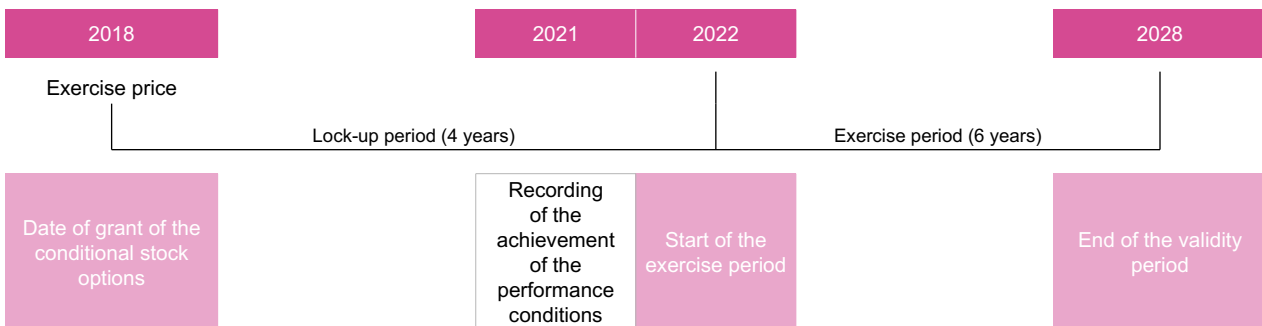 2018
2021
2022
2028
Exercise price
Lock-up period (4 years)
Exercise period (6 years)
Date of grant of the
conditional stock
options
Recording
of the
achievement
of the
performance
conditions
Start of the
exercise period
End of the validity
period